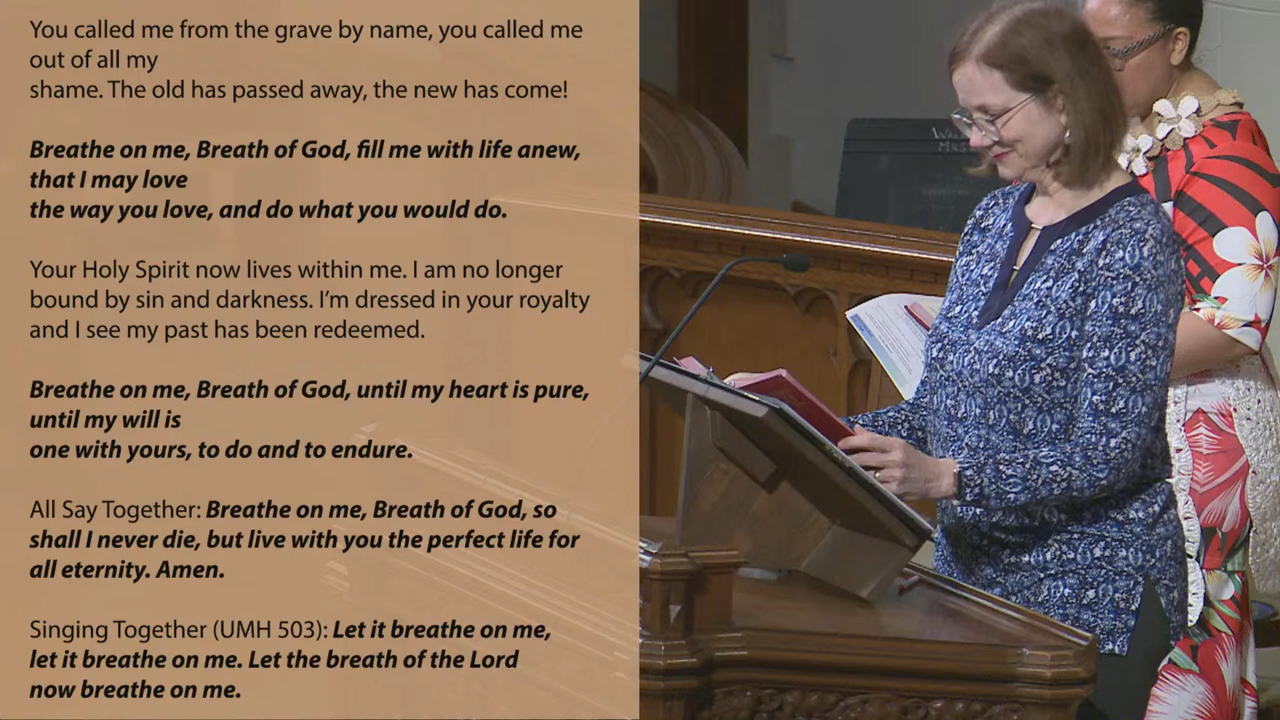 You called me from the grave by name, you called me
out of all my
shame. The old has passed away, the new has come!
Breathe on me, Breath of God, fill me with life anew,
that I may love
the way you love, and do what you would do.
Your Holy Spirit now lives within me. I am no longer
bound by sin and darkness. I’m dressed in your royalty
and I see my past has been redeemed.
Breathe on me, Breath of God, until my heart is pure,
until my will is
one with yours, to do and to endure.
All Say Together: Breathe on me, Breath of God, so
shall I never die, but live with you the perfect life for
all eternity. Amen.
Singing Together (UMH 503): Let it breathe on me,
let it breathe on me. Let the breath of the Lord
now breathe on me.